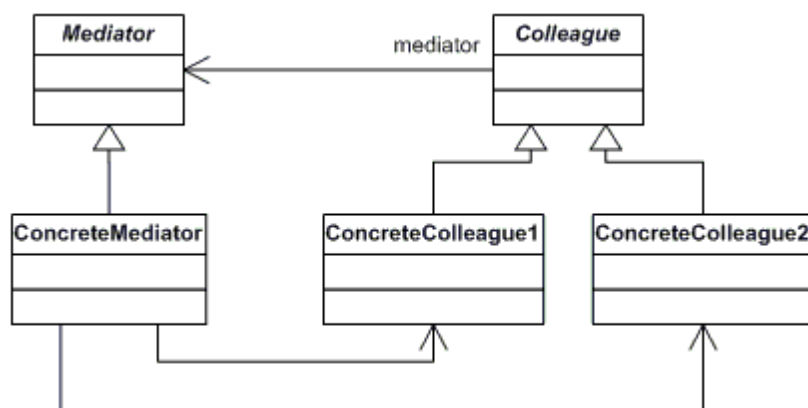 Mediator
mediator
Colleague
ConcreteMediator
ConcreteColleague1
ConcreteColleague2